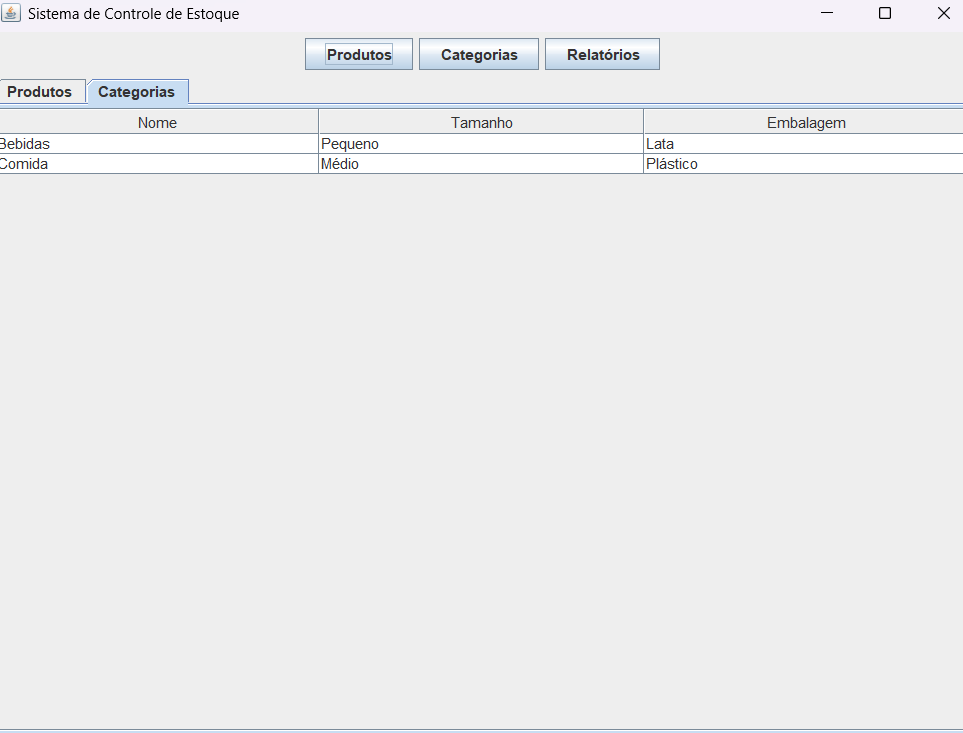 Sistema de Controle de Estoque
Produtos Categorias Relatórios
Produtos Categorias
Nome Tamanho Embalagem
Bebidas Pequeno Lata
Comida Médio Plástico